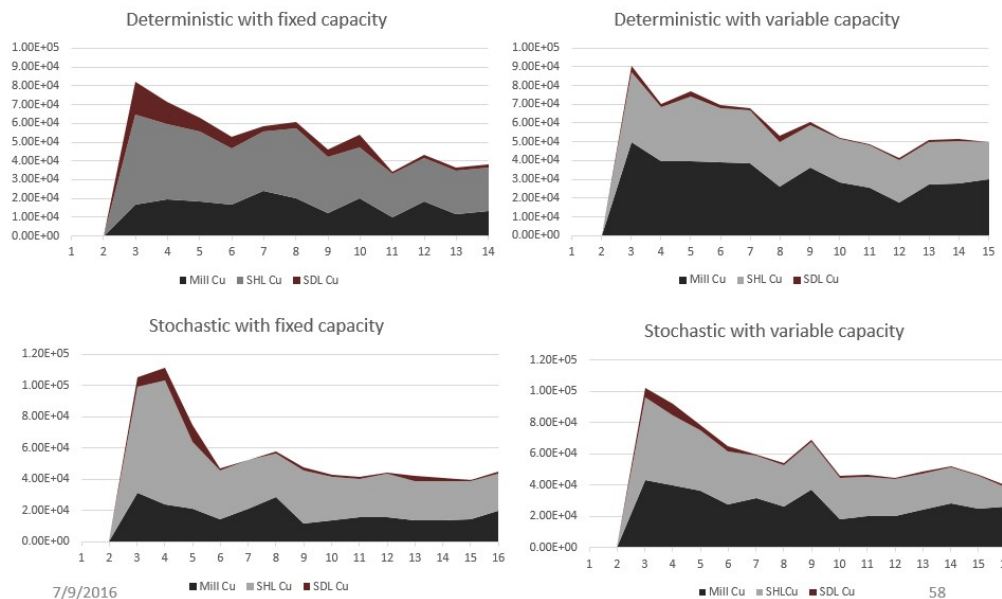 Deterministic with fixed capacity
1.00E+05
9.00E+04
8.00E+04
7.00E+04
6.00E+04
5.00E+04
4.00E+04
3.00E+04
2.00E+04
1.00E+04
0.00E+00
1 2 3 4 5 6 7 8 9 10 11 12 13 14
Mill Cu SHL Cu SDL Cu
Deterministic with variable capacity
1.00E+05
9.00E+04
8.00E+04
7.00E+04
6.00E+04
5.00E+04
4.00E+04
3.00E+04
2.00E+04
1.00E+04
0.00E+00
1 2 3 4 5 6 7 8 9 10 11 12 13 14 15
Mill Cu SHL Cu SDL Cu
Stochastic with fixed capacity
1.20E+05
1.00E+05
8.00E+04
6.00E+04
4.00E+04
2.00E+04
0.00E+00
1 2 3 4 5 6 7 8 9 10 11 12 13 14 15 16
Mill Cu SHL Cu SDL Cu
Stochastic with variable capacity
1.20E+05
1.00E+05
8.00E+04
6.00E+04
4.00E+04
2.00E+04
0.00E+00
1 2 3 4 5 6 7 8 9 10 11 12 13 14 15
Mill Cu SHLCu SDL Cu
7/9/2016
58